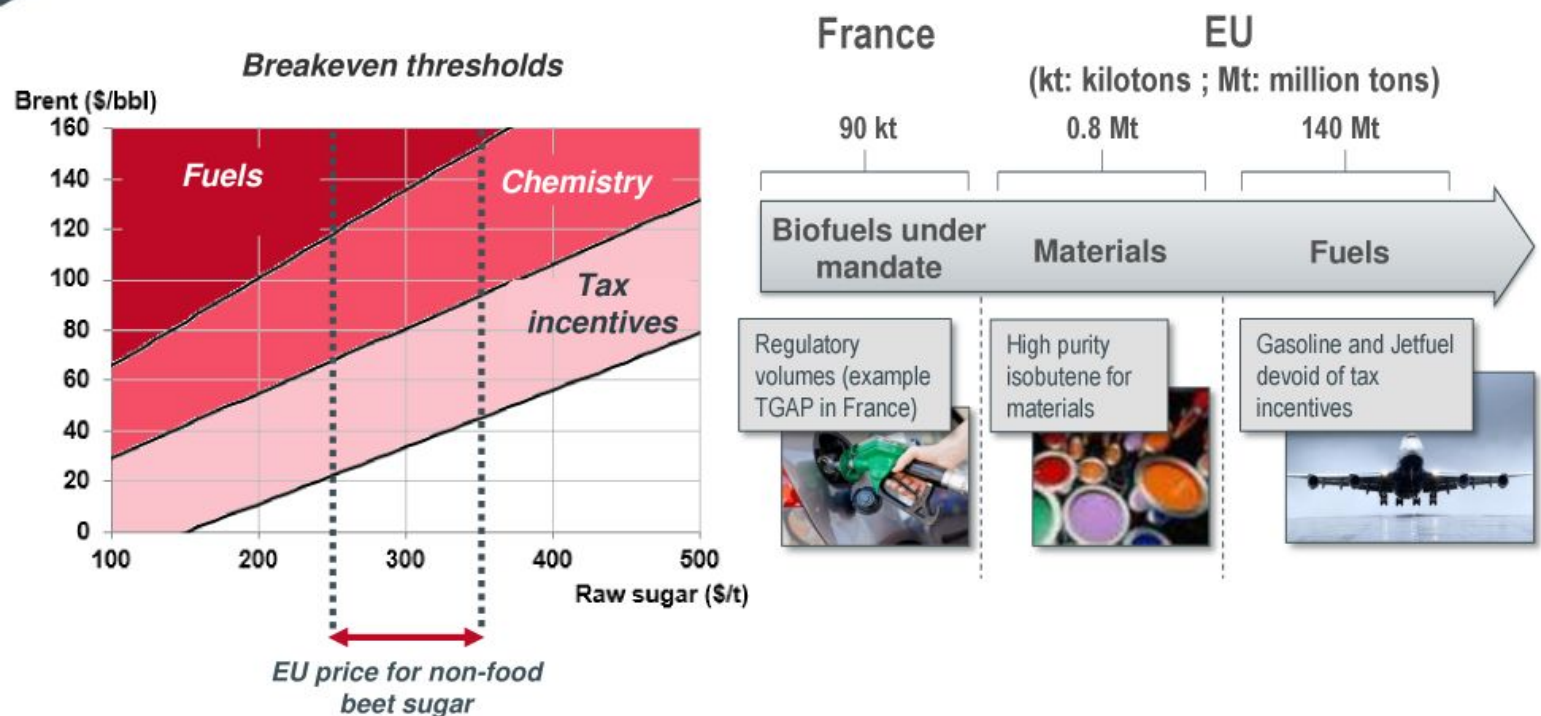 Breakeven thresholds
Brent ($/bbl)
160
140
120
100
80
60
40
20
0
100
200
300
400
500
Raw sugar ($/t)
Fuels
Chemistry
Tax
incentives
EU price for non-food
beet sugar
France
EU
(kt: kilotons ; Mt: million tons)
90 kt
0.8 Mt
140 Mt
Biofuels under
mandate
Materials
Fuels
Regulatory
volumes (example
TGAP in France)
High purity
isobutene for
materials
Gasoline and Jetfuel
devoid of tax
incentives